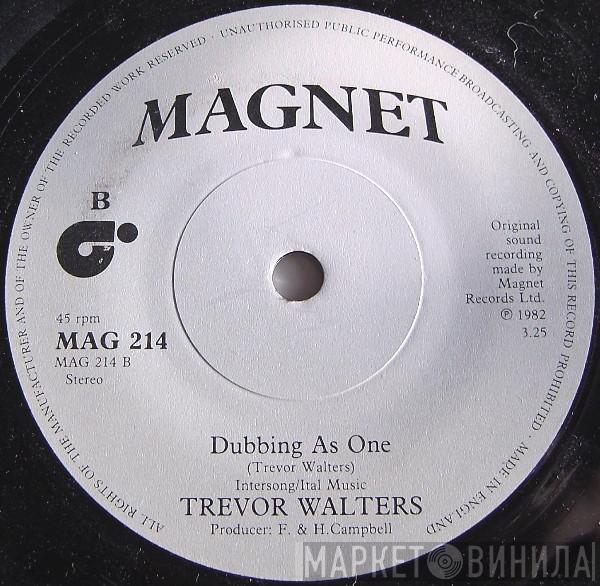 ALL RIGHTS OF THE MANUFACTURER AND OF THE OWNER OF THE RECORDED WORK RESERVED · UNAUTHORISED PUBLIC PERFORMANCE BROADCASTING AND COPYING OF THIS RECORD PROHIBITED · MADE IN ENGLAND
MAGNET
B
Original
sound
recording
made by
Magnet
Records Ltd.
℗ 1982
3.25
45 rpm
MAG 214
MAG 214 B
Stereo
Dubbing As One
(Trevor Walters)
Intersong/Ital Music
TREVOR WALTERS
Producer: F. & H.Campbell
МАРКЕТ ВИНИЛА